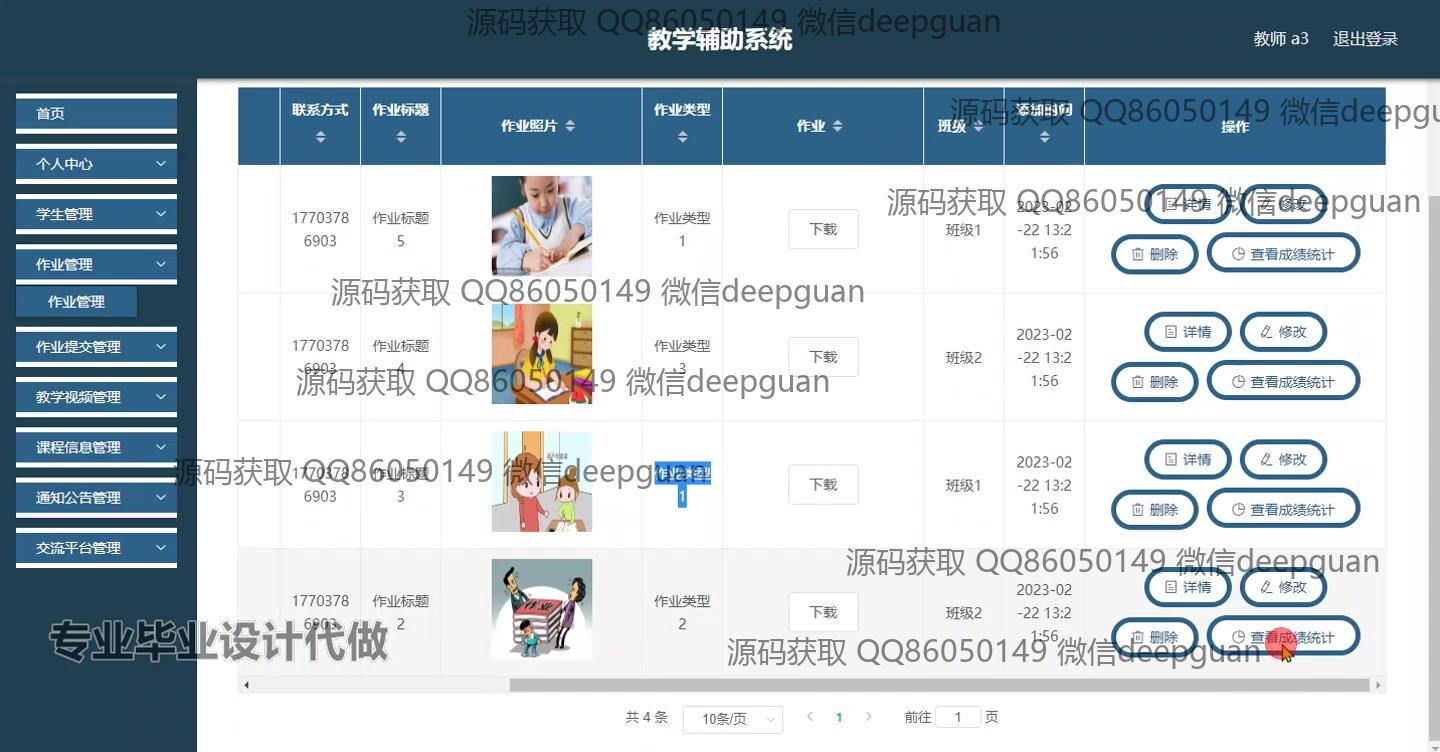 源码获取 QQ86050149 微信deepguan
教学辅助系统
教师 a3
退出登录
首页
个人中心
学生管理
作业管理
作业管理
作业提交管理
教学视频管理
课程信息管理
通知公告管理
交流平台管理
联系方式
作业标题
作业照片
作业类型
作业
班级
添加时间
操作
源码获取 QQ86050149 微信deepgu
1770378
6903
作业标题
5
作业类型
1
下载
班级1
2023-02
-22 13:2
1:56
详情
修改
删除
查看成绩统计
源码获取 QQ86050149 微信deepguan
源码获取 QQ86050149 微信deepguan
1770378
6903
作业标题
4
作业类型
3
下载
班级2
2023-02
-22 13:2
1:56
详情
修改
删除
查看成绩统计
源码获取 QQ86050149 微信deepguan
1770378
6903
作业标题
3
作业类型
1
下载
班级1
2023-02
-22 13:2
1:56
详情
修改
删除
查看成绩统计
源码获取 QQ86050149 微信deepguan
源码获取 QQ86050149 微信deepguan
1770378
6903
作业标题
2
作业
作业类型
2
下载
班级2
2023-02
-22 13:2
1:56
详情
修改
删除
查看成绩统计
专业毕业设计代做
源码获取 QQ86050149 微信deepguan
共 4 条
10条/页
1
前往
1
页